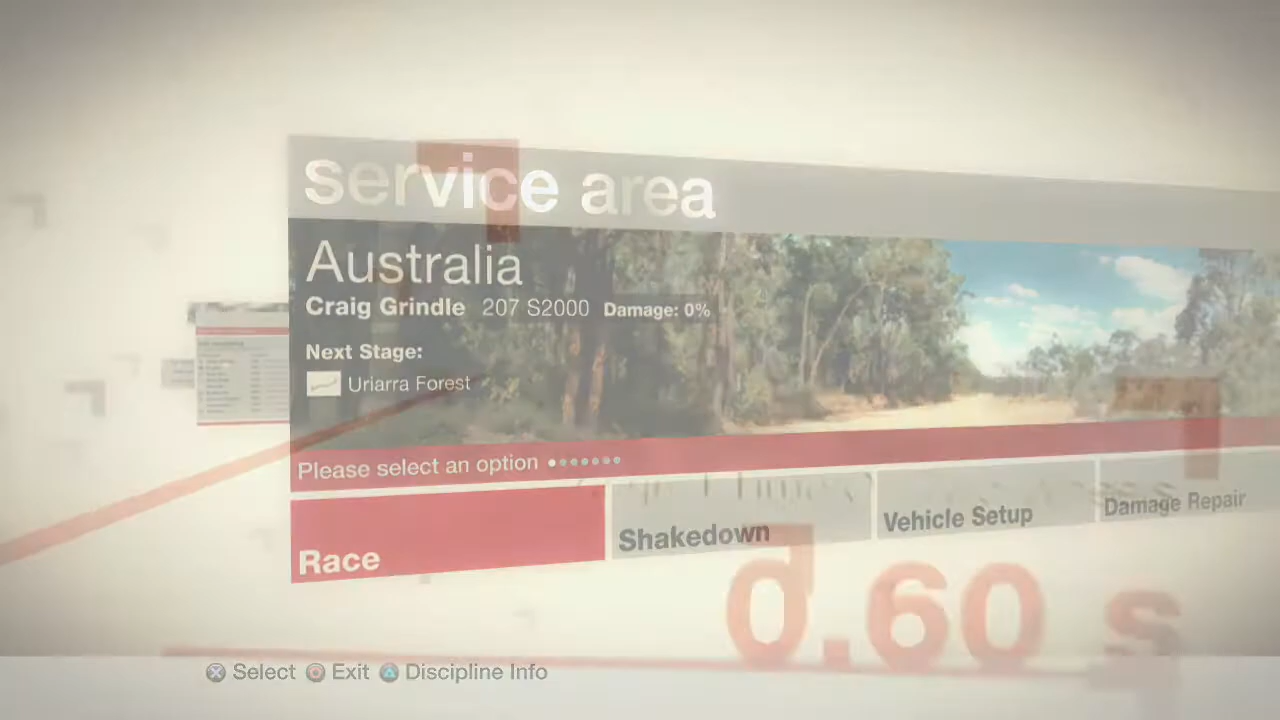 service area
Australia
Craig Grindle 207 S2000 Damage: 0%
Next Stage:
Uriarra Forest
Please select an option
Race
Shakedown
Vehicle Setup
Damage Repair
0.60 s
Select Exit Discipline Info